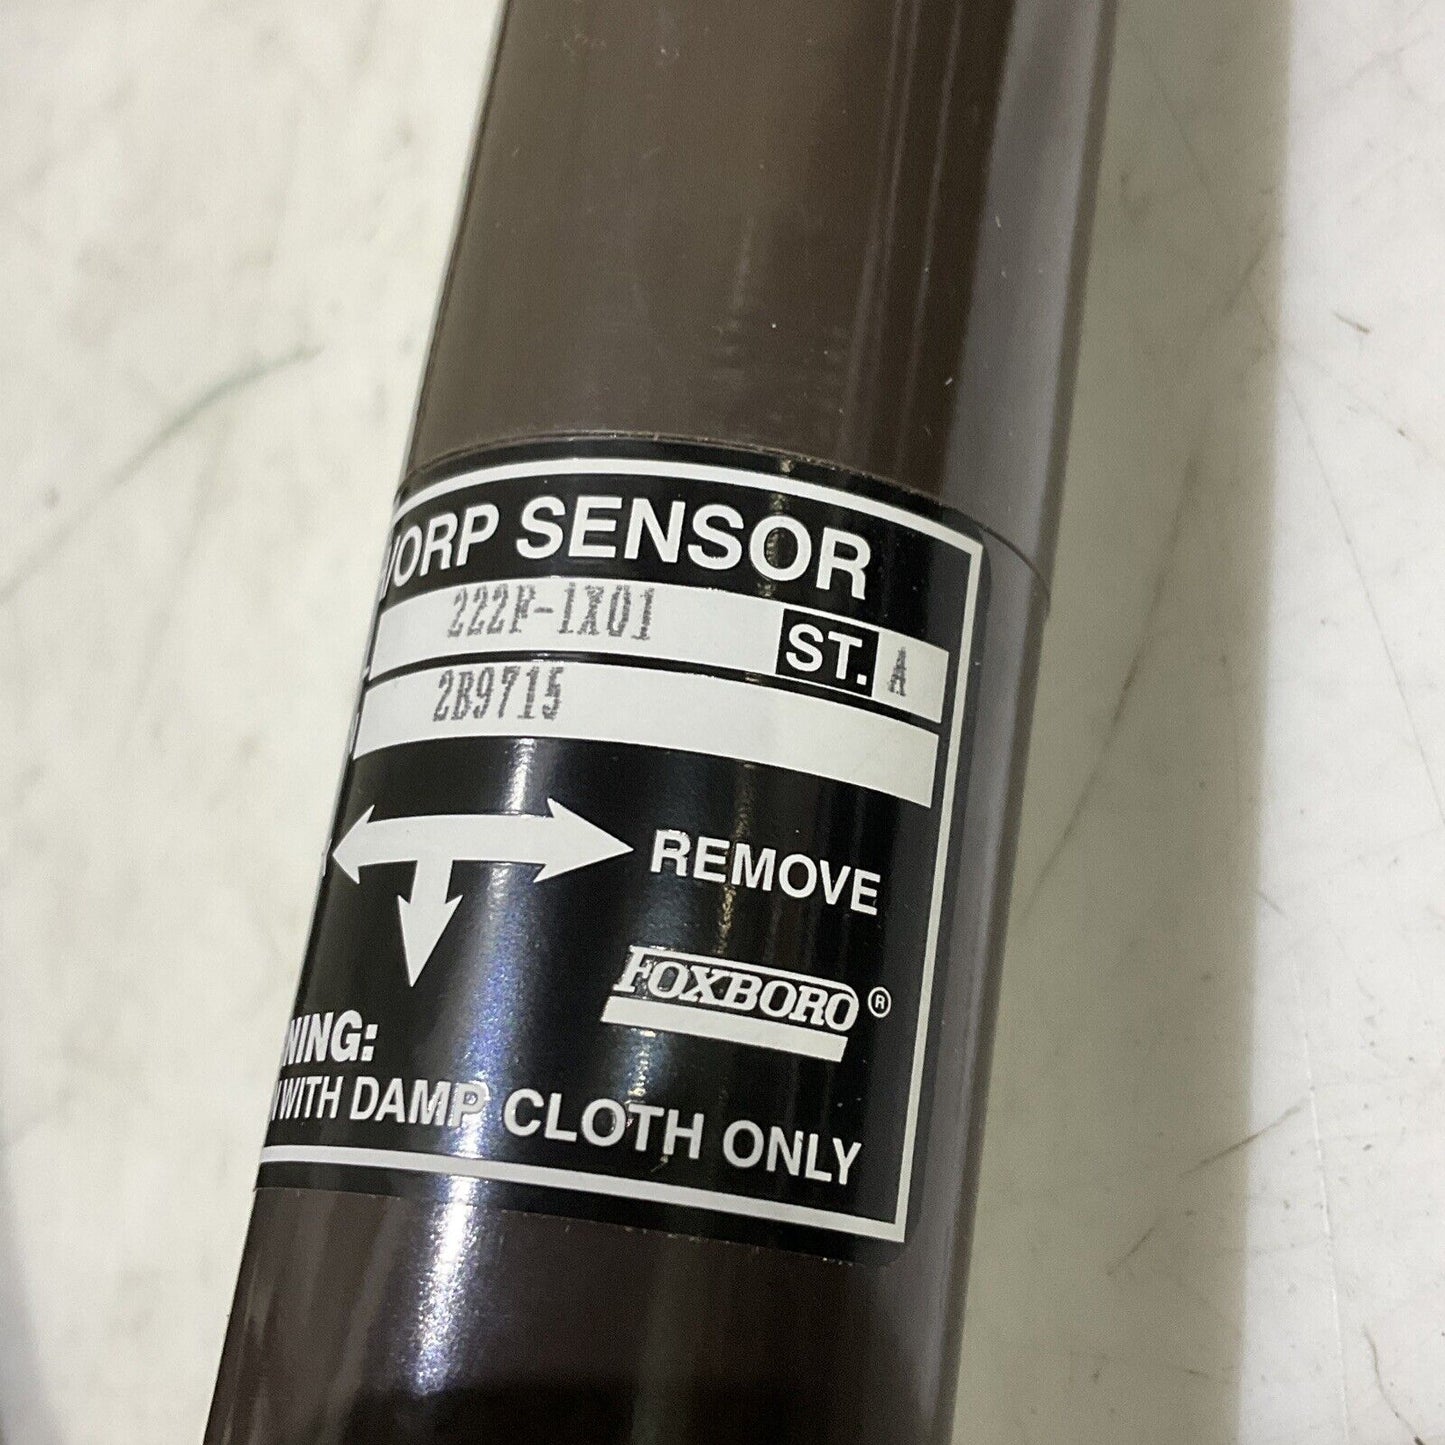 /ORP SENSOR
222P-1X01 ST. A
2B9715
REMOVE
FOXBORO ®
NING:
WITH DAMP CLOTH ONLY